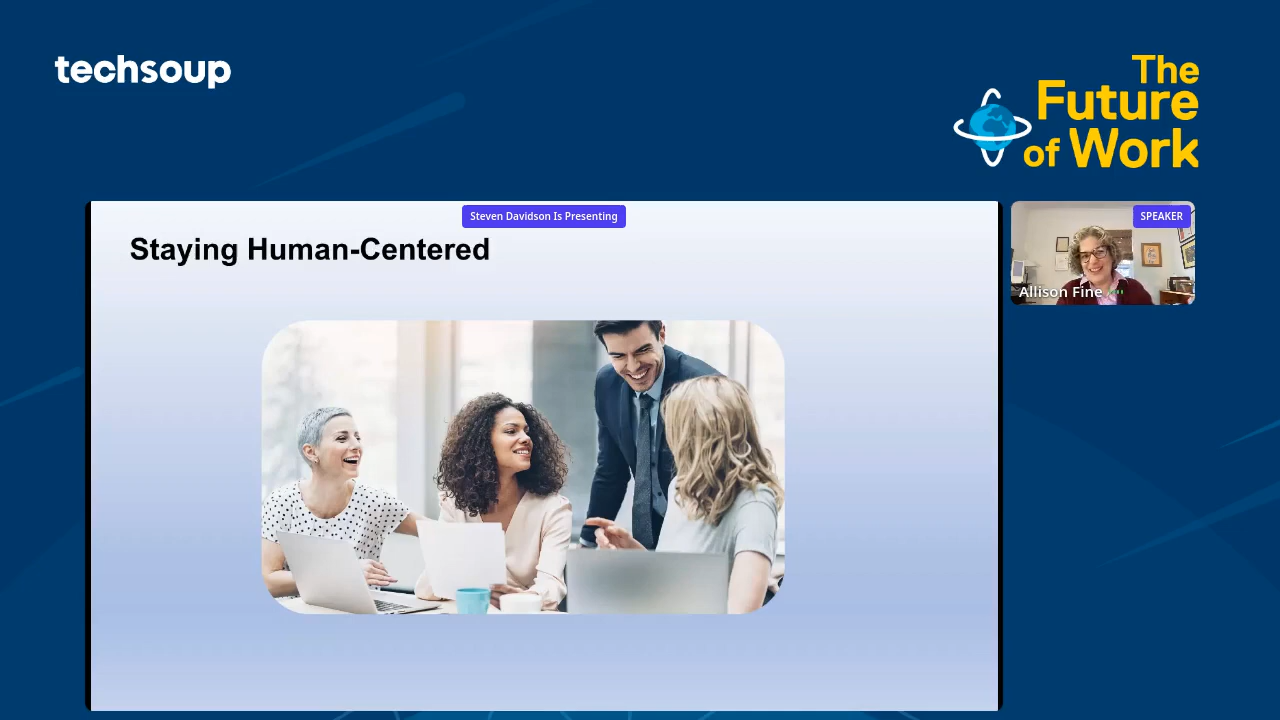 techsoup
The
Future
of Work
Steven Davidson Is Presenting
SPEAKER
Staying Human-Centered
Allison Fine